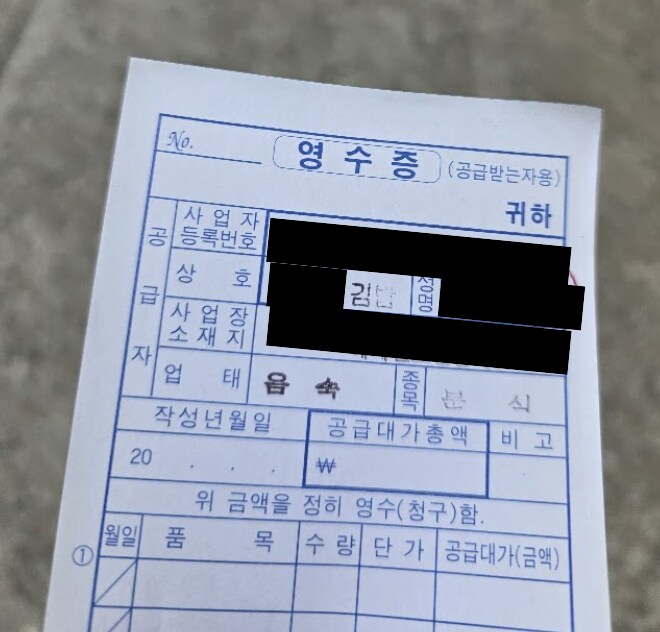 No.
영수증 (공급받는자용)
귀하
공급자
사업자
등록번호
상호 김밥 성명
사업장
소재지
업태 음식 종목 분식
작성년월일 공급대가총액 비고
20 . . . ₩
위 금액을 정히 영수(청구)함.
월일 품목 수량 단가 공급대가(금액)
①